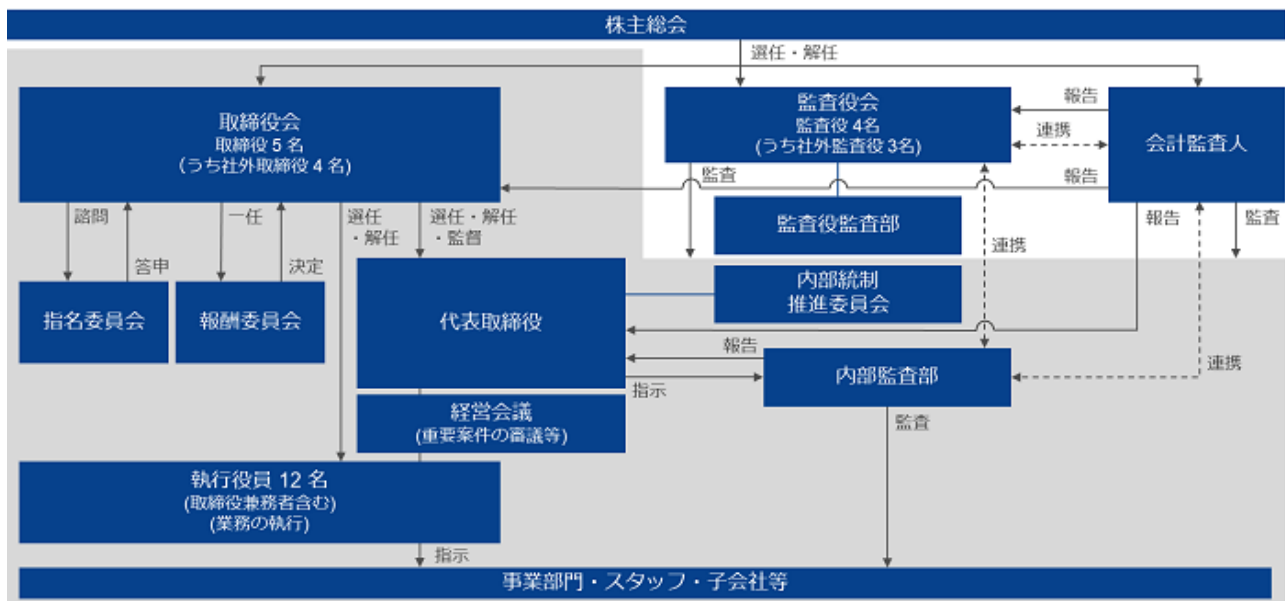 株主総会
選任・解任
取締役会
取締役 5 名
(うち社外取締役 4 名)
監査役会
監査役 4名
(うち社外監査役 3名)
会計監査人
報告
連携
報告
監査
監査役監査部
諮問
答申
一任
決定
選任
・解任
選任・解任
・監督
連携
報告
監査
指名委員会
報酬委員会
代表取締役
内部統制
推進委員会
報告
指示
内部監査部
連携
経営会議
(重要案件の審議等)
監査
執行役員 12 名
(取締役兼務者含む)
(業務の執行)
指示
事業部門・スタッフ・子会社等